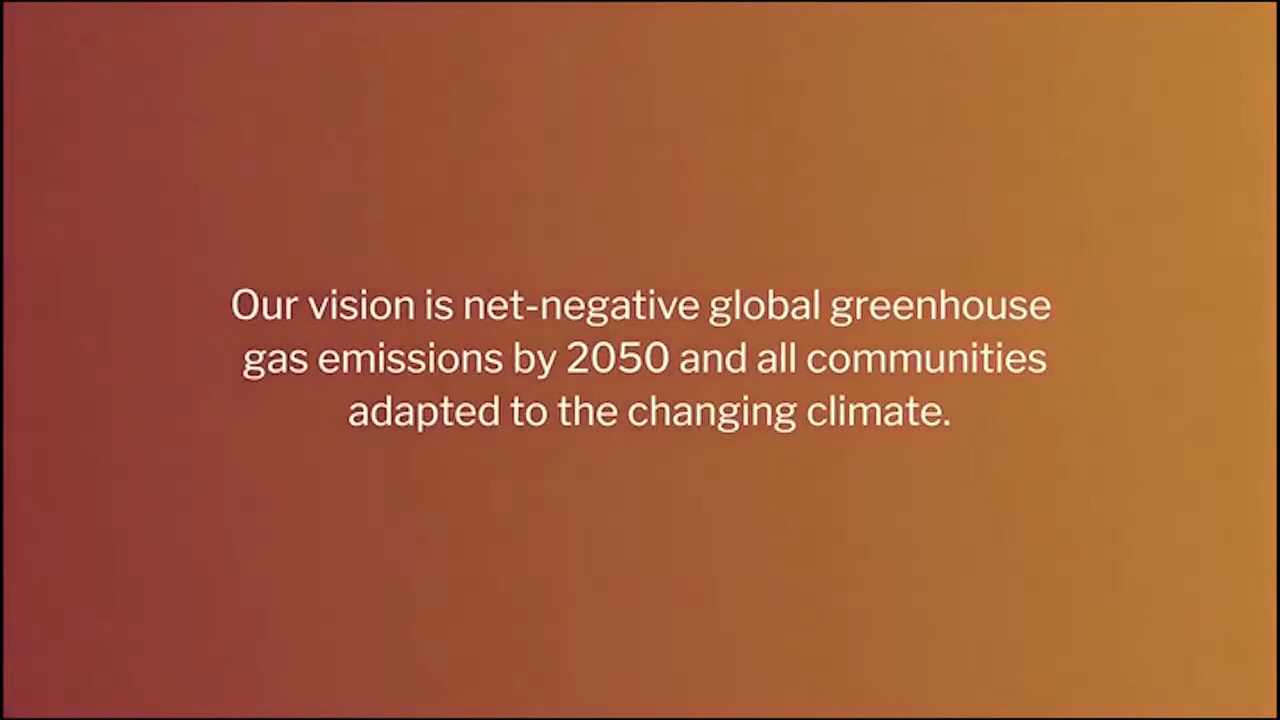 Our vision is net-negative global greenhouse
gas emissions by 2050 and all communities
adapted to the changing climate.